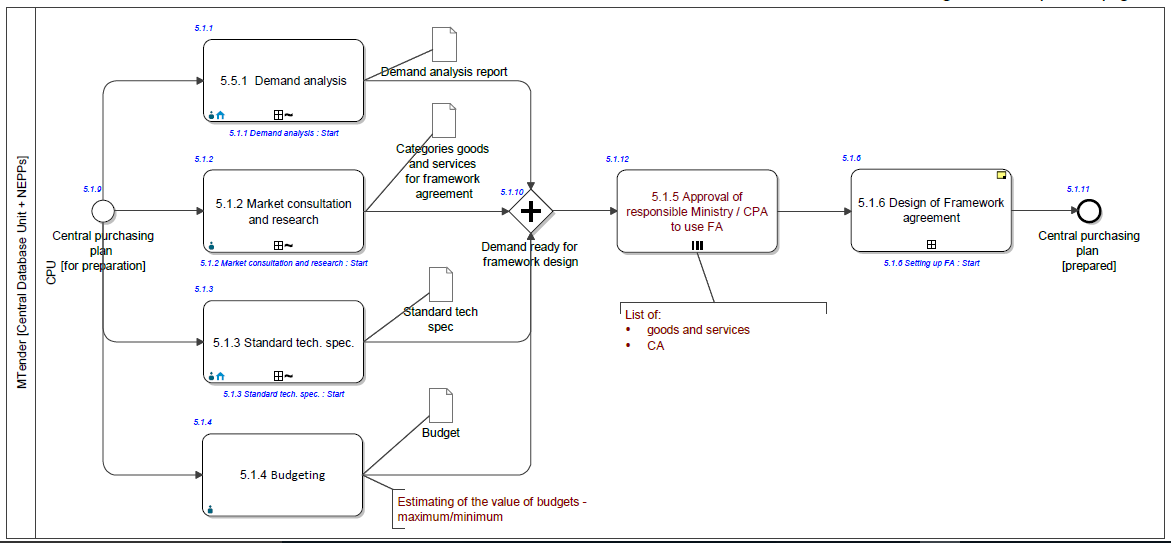 MTender [Central Database Unit + NEPPs]
CPU
5.1.9
Central purchasing
plan
[for preparation]
5.1.1
5.5.1 Demand analysis
5.1.1 Demand analysis : Start
Demand analysis report
5.1.2
5.1.2 Market consultation
and research
5.1.2 Market consultation and research : Start
Categories goods
and services
for framework
agreement
5.1.3
5.1.3 Standard tech. spec.
5.1.3 Standard tech. spec. : Start
Standard tech
spec
5.1.4
5.1.4 Budgeting
Budget
Estimating of the value of budgets -
maximum/minimum
5.1.10
Demand ready for
framework design
5.1.12
5.1.5 Approval of
responsible Ministry / CPA
to use FA
List of:
• goods and services
• CA
5.1.6
5.1.6 Design of Framework
agreement
5.1.6 Setting up FA : Start
5.1.11
Central purchasing
plan
[prepared]